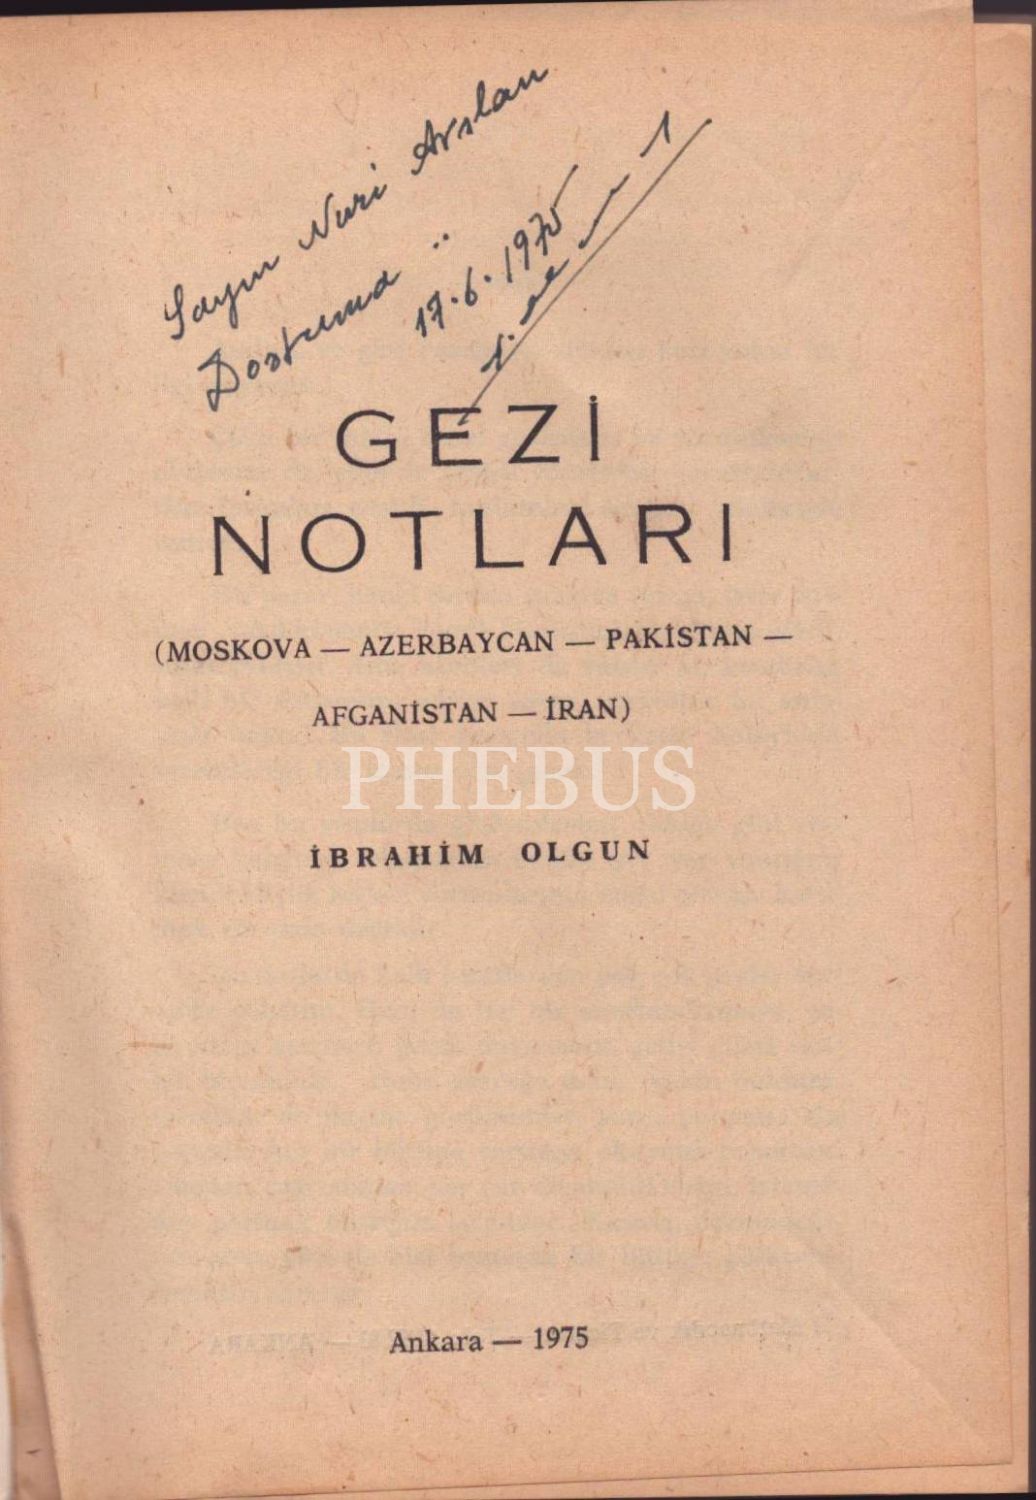 Sayın Nuri Arslan
Dostuma
17.6.1975
GEZİ
NOTLARI
(MOSKOVA — AZERBAYCAN — PAKİSTAN —
AFGANİSTAN — İRAN)
PHEBUS
İBRAHİM OLGUN
Ankara — 1975